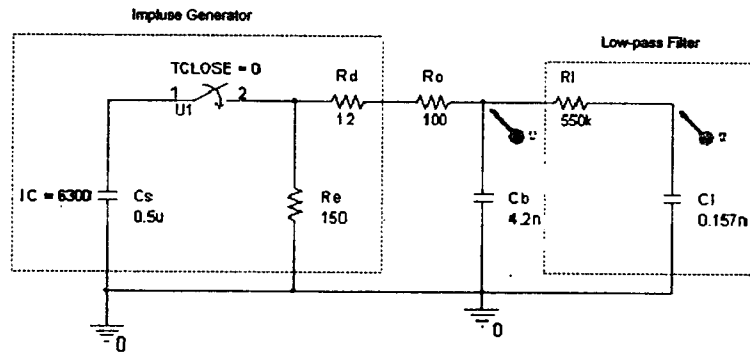 Impluse Generator
Low-pass Filter
TCLOSE = 0
1 2
U1
Rd
12
Ro
100
Rl
550k
IC = 6300
Cs
0.5u
Re
150
Cb
4.2n
Cl
0.157n
0
0